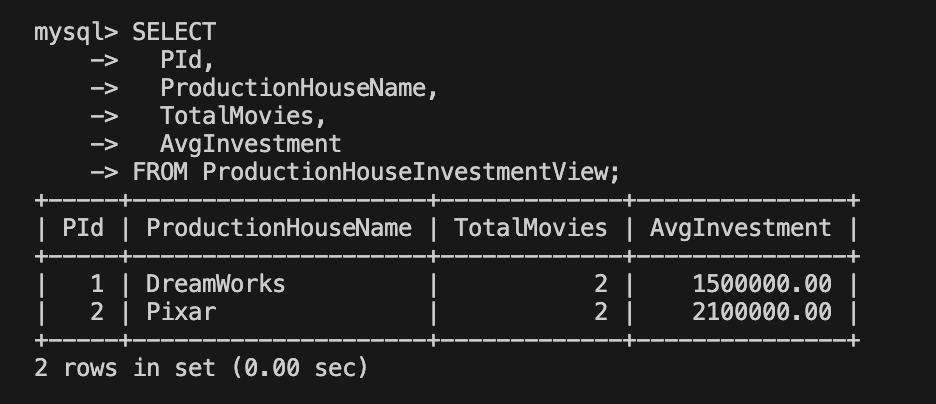 mysql> SELECT
    ->   PId,
    ->   ProductionHouseName,
    ->   TotalMovies,
    ->   AvgInvestment
    -> FROM ProductionHouseInvestmentView;
+-----+---------------------+-------------+---------------+
| PId | ProductionHouseName | TotalMovies | AvgInvestment |
+-----+---------------------+-------------+---------------+
|   1 | DreamWorks          |           2 |    1500000.00 |
|   2 | Pixar               |           2 |    2100000.00 |
+-----+---------------------+-------------+---------------+
2 rows in set (0.00 sec)